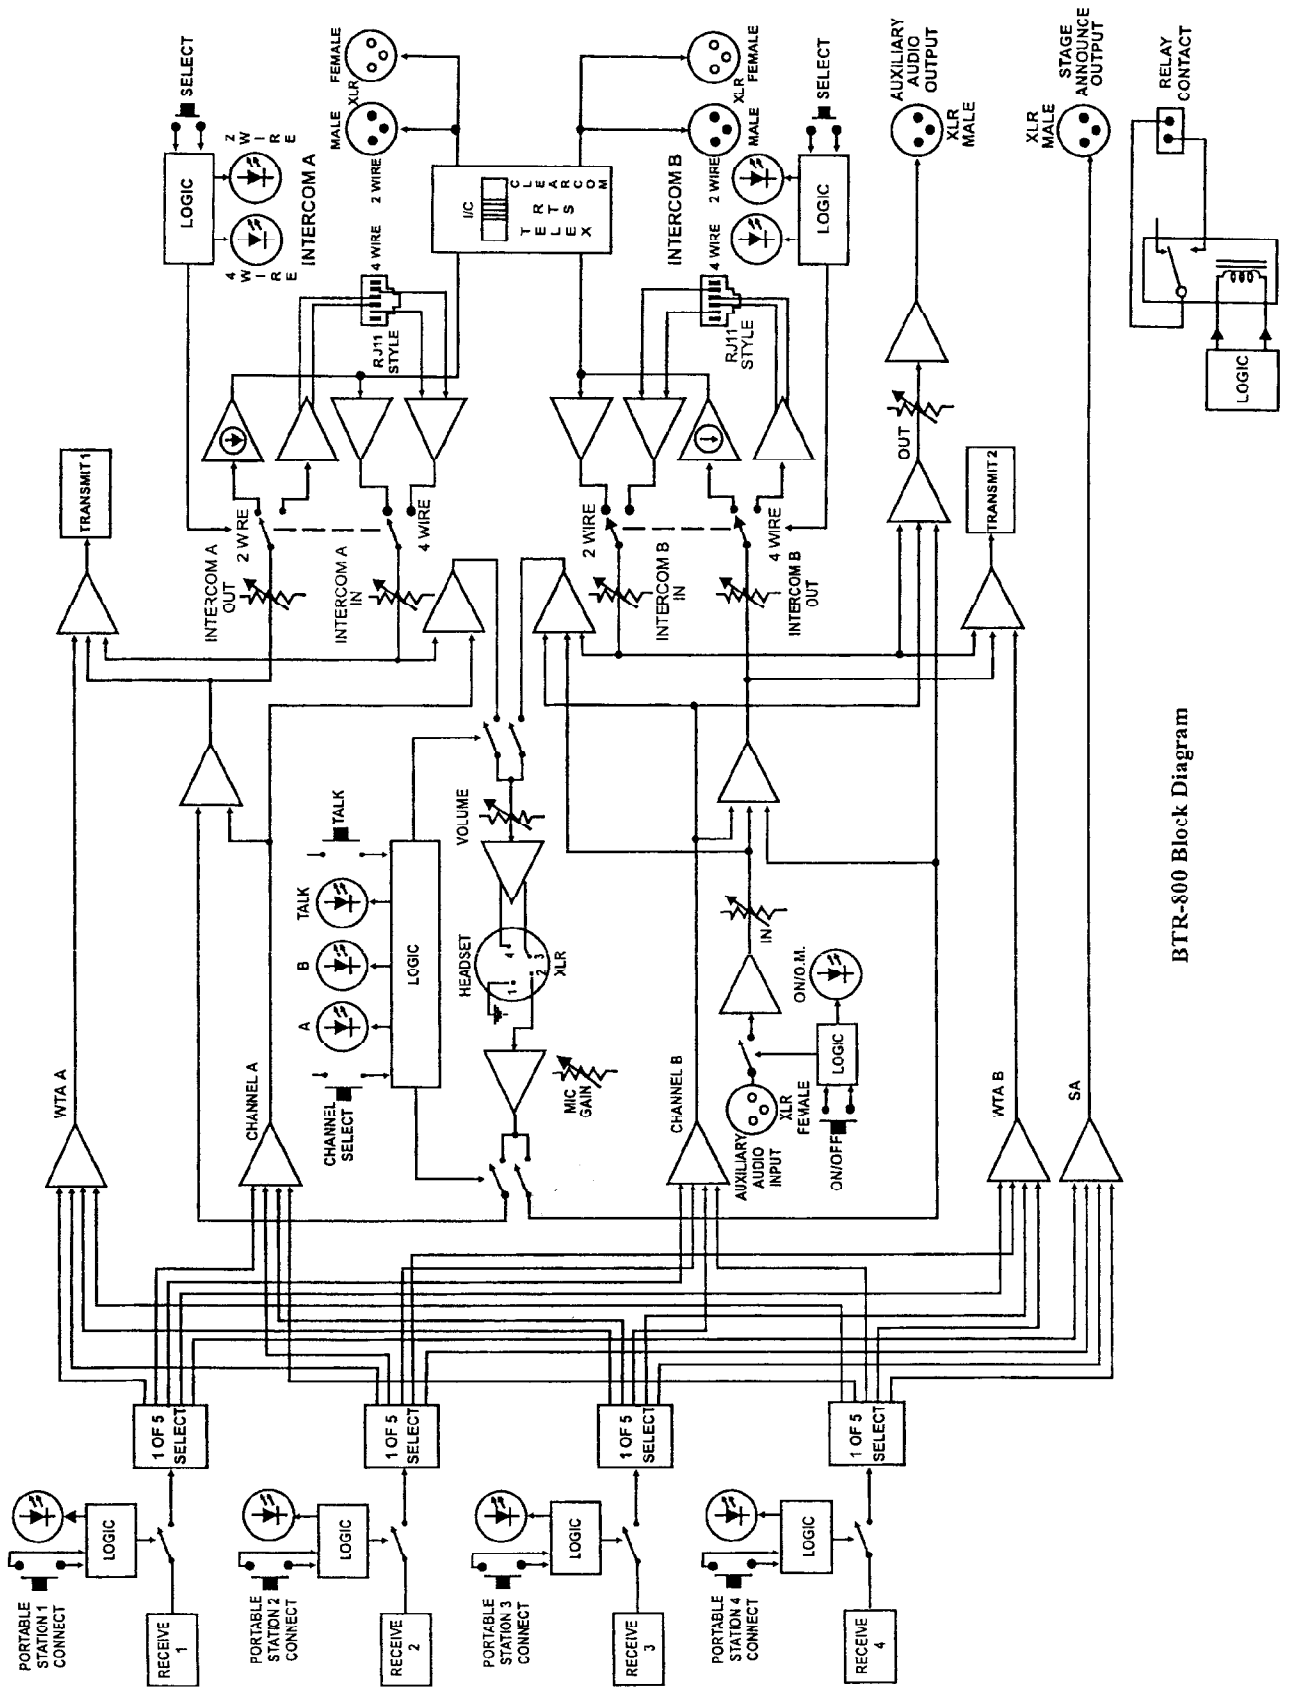 PORTABLE
STATION 1
CONNECT
LOGIC
RECEIVE
1
1 OF 5
SELECT
PORTABLE
STATION 2
CONNECT
LOGIC
RECEIVE
2
1 OF 5
SELECT
PORTABLE
STATION 3
CONNECT
LOGIC
RECEIVE
3
1 OF 5
SELECT
PORTABLE
STATION 4
CONNECT
LOGIC
RECEIVE
4
1 OF 5
SELECT
WTA A
CHANNEL A
CHANNEL
SELECT
A
B
TALK
TALK
LOGIC
HEADSET
1
2
3
4
XLR
VOLUME
MIC
GAIN
CHANNEL B
AUXILIARY
AUDIO
INPUT
XLR
FEMALE
ON/OFF
LOGIC
ON/O.M.
IN
WTA B
SA
TRANSMIT 1
INTERCOM A
OUT
2 WIRE
INTERCOM A
IN
4 WIRE
INTERCOM B
IN
2 WIRE
INTERCOM B
OUT
4 WIRE
OUT
TRANSMIT 2
SELECT
LOGIC
2 WIRE
4 WIRE
INTERCOM A
RJ11
STYLE
4 WIRE
2 WIRE
MALE
XLR
FEMALE
I/C
CLEARCOM
TELEX
RTS
INTERCOM B
RJ11
STYLE
4 WIRE
2 WIRE
MALE
XLR
FEMALE
SELECT
LOGIC
AUXILIARY
AUDIO
OUTPUT
XLR
MALE
STAGE
ANNOUNCE
OUTPUT
XLR
MALE
RELAY
CONTACT
LOGIC
BTR-800 Block Diagram